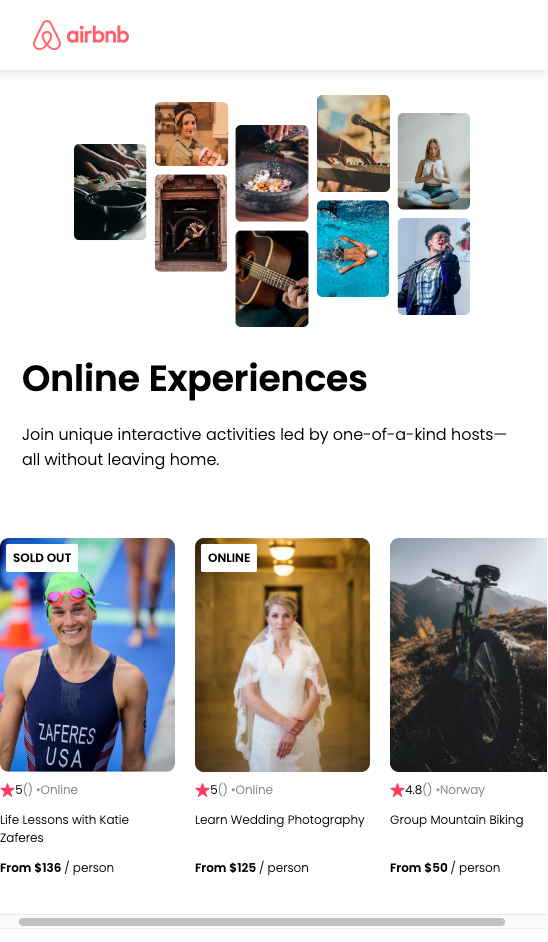 airbnb
Online Experiences
Join unique interactive activities led by one-of-a-kind hosts—
all without leaving home.
SOLD OUT
ZAFERES
USA
5() •Online
Life Lessons with Katie
Zaferes
From $136 / person
ONLINE
5() •Online
Learn Wedding Photography
From $125 / person
4.8() •Norway
Group Mountain Biking
From $50 / person